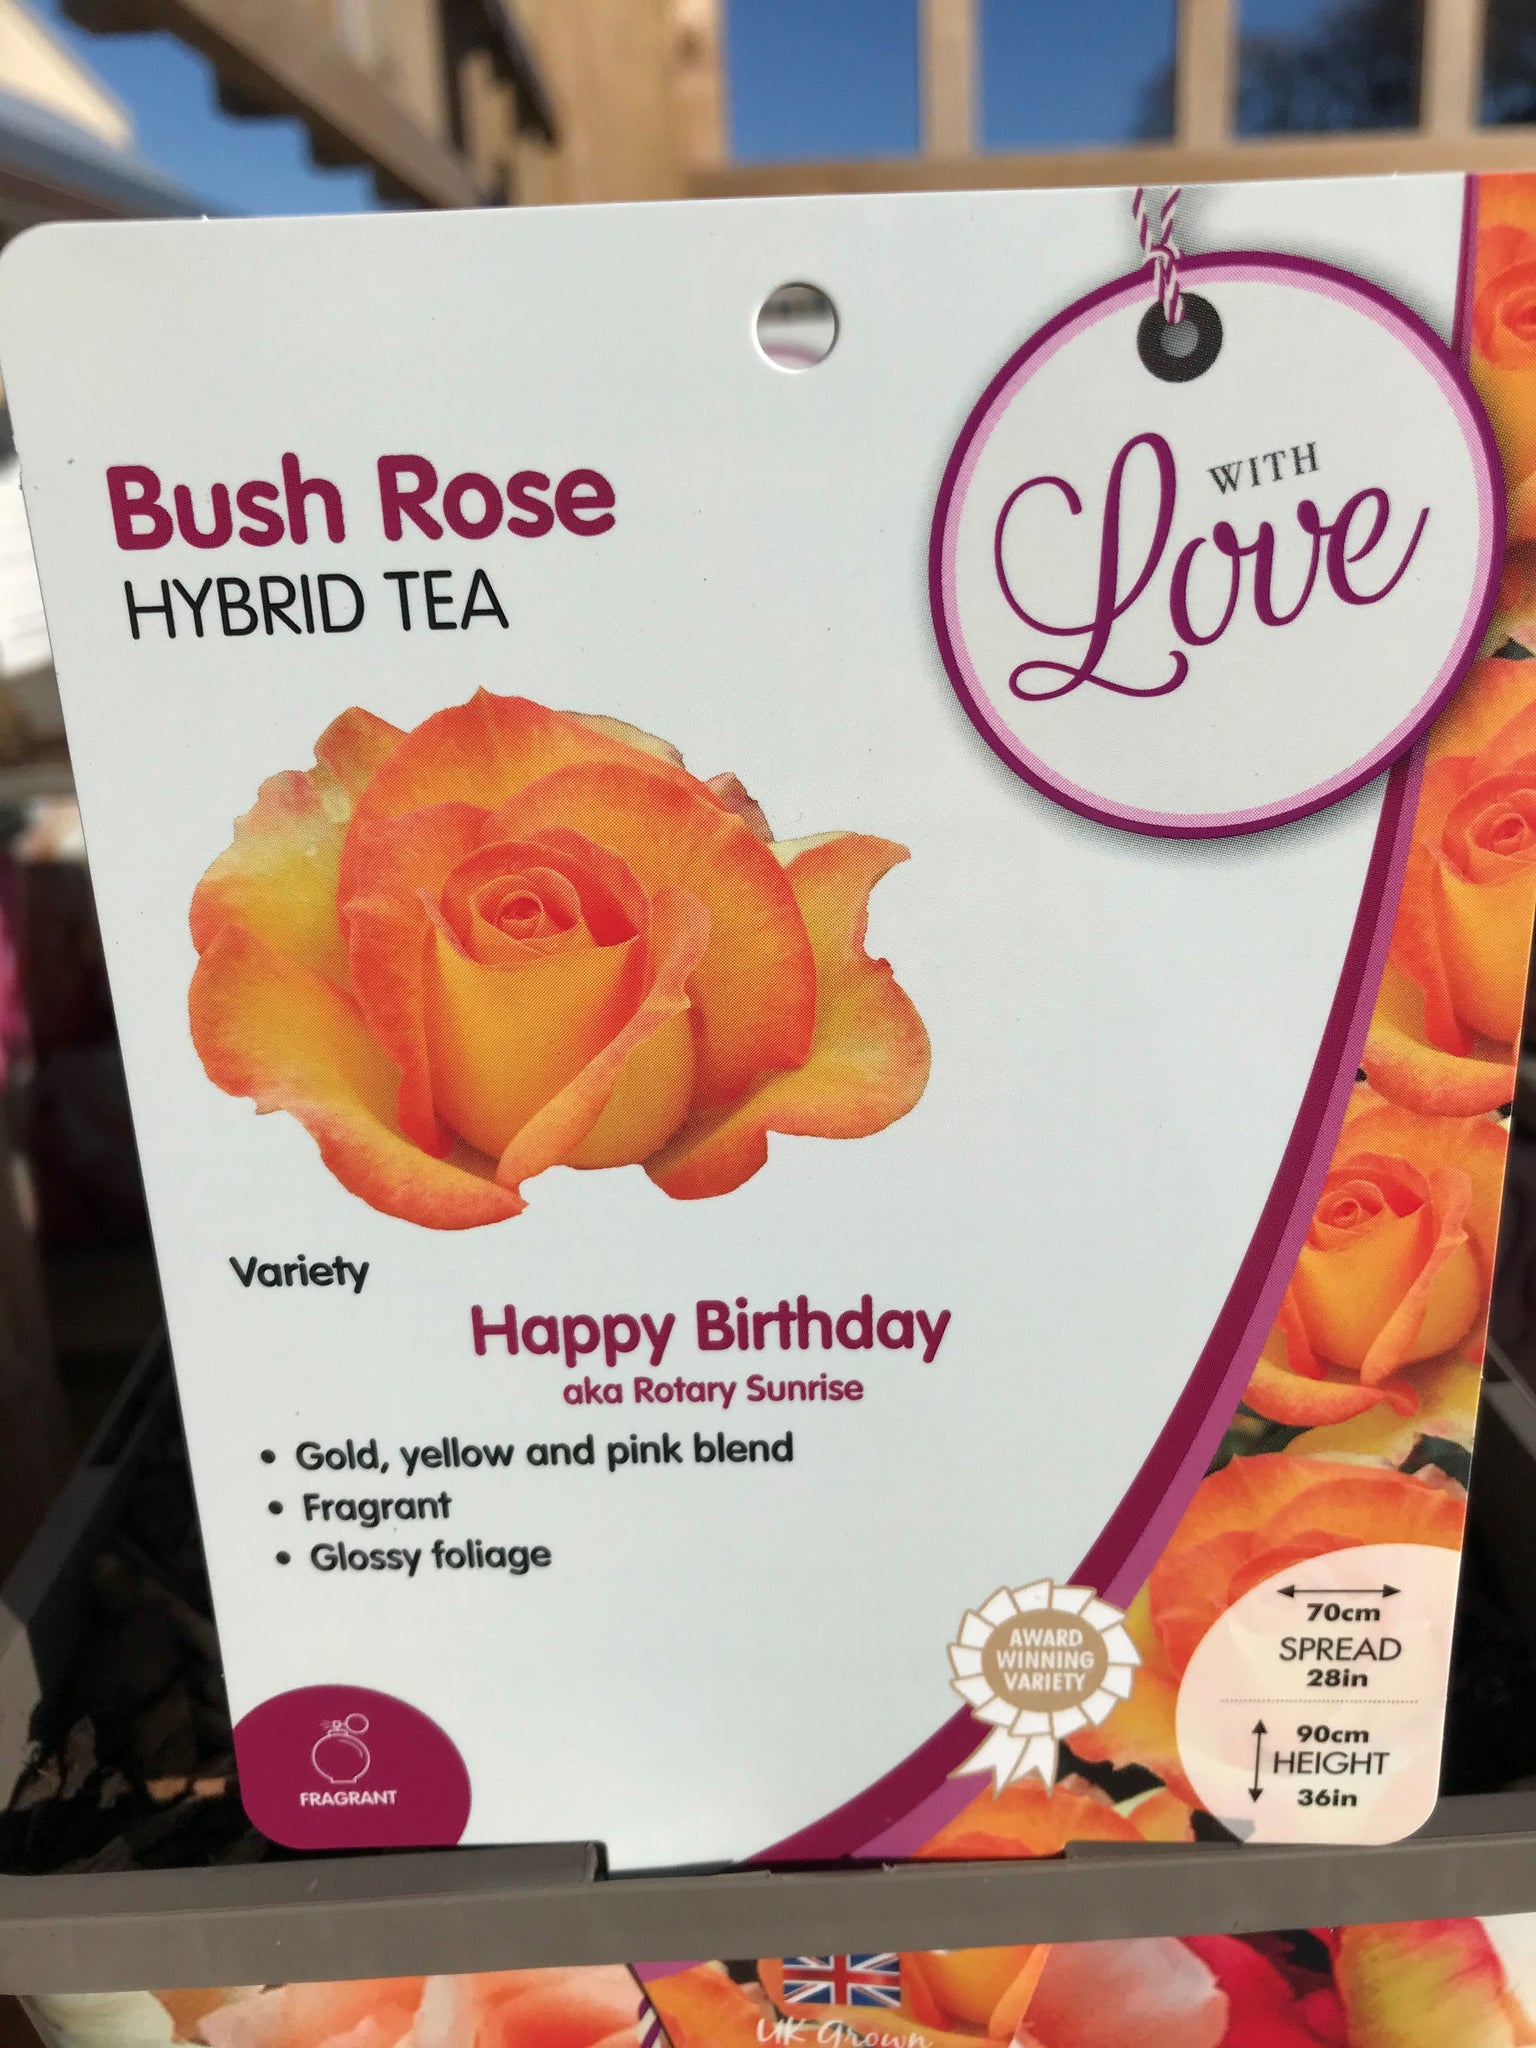 Bush Rose
HYBRID TEA
WITH
Love
Variety
Happy Birthday
aka Rotary Sunrise
• Gold, yellow and pink blend
• Fragrant
• Glossy foliage
AWARD
WINNING
VARIETY
70cm
SPREAD
28in
90cm
HEIGHT
36in
FRAGRANT
UK Grown